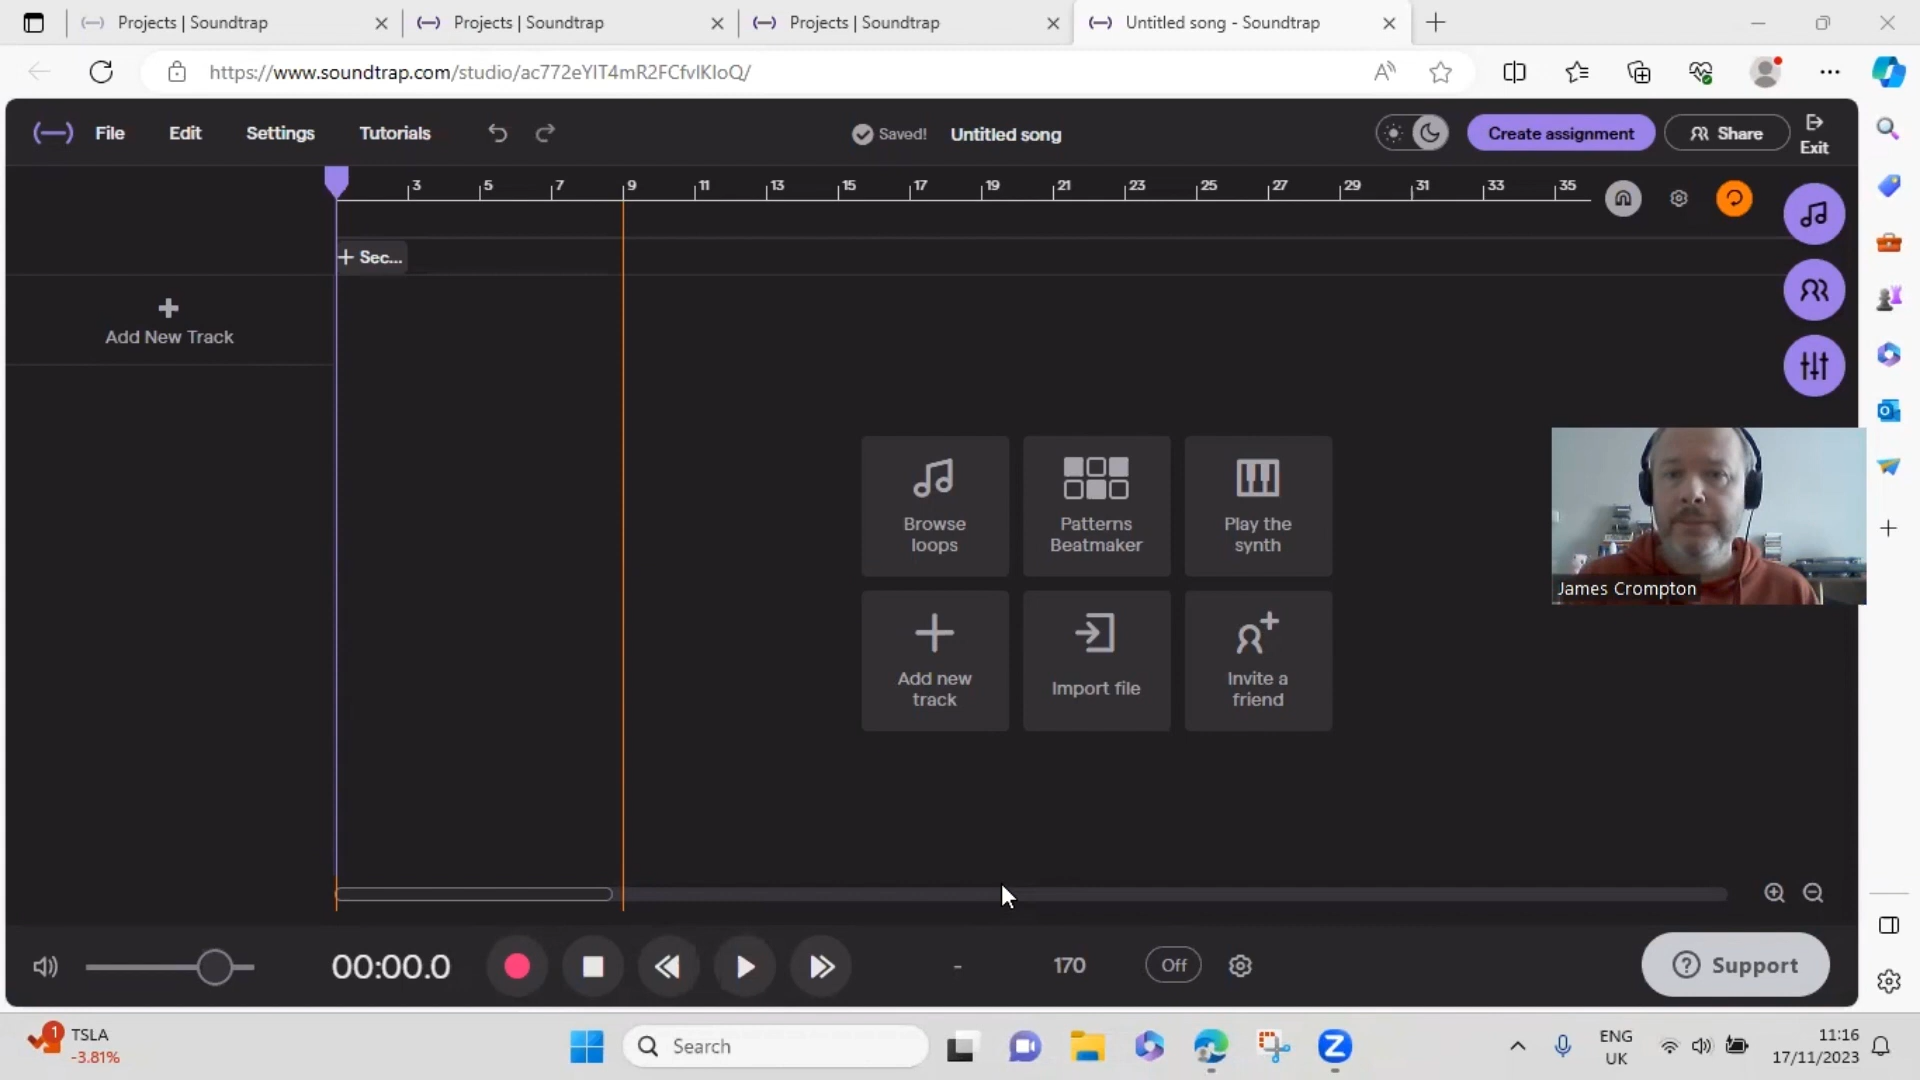 Projects | Soundtrap
Projects | Soundtrap
Projects | Soundtrap
Untitled song - Soundtrap
https://www.soundtrap.com/studio/ac772eYIT4mR2FCfvIKIoQ/
File
Edit
Settings
Tutorials
Saved!
Untitled song
Create assignment
Share
Exit
3 5 7 9 11 13 15 17 19 21 23 25 27 29 31 33 35
+ Sec...
Add New Track
Browse
loops
Patterns
Beatmaker
Play the
synth
Add new
track
Import file
Invite a
friend
James Crompton
00:00.0
-
170
Off
Support
1
TSLA
-3.81%
Search
ENG
UK
11:16
17/11/2023